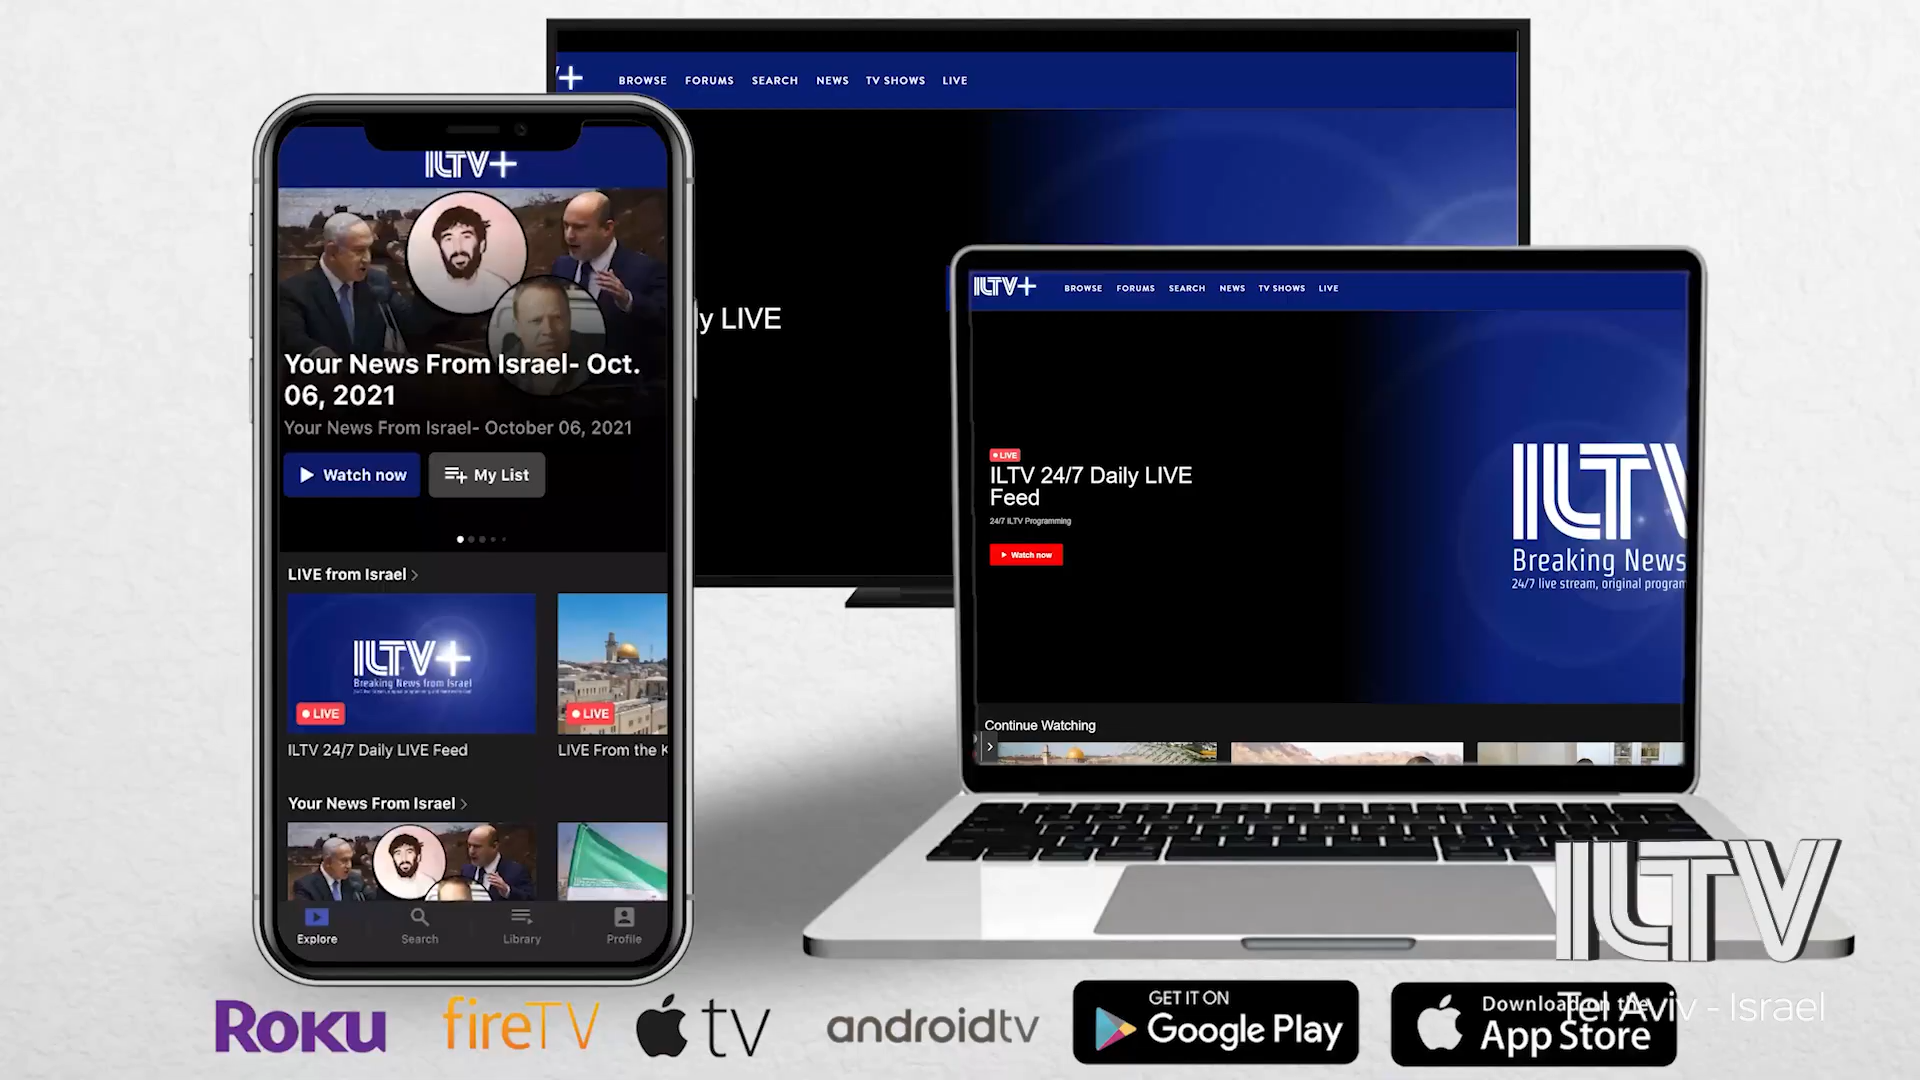 BROWSE FORUMS SEARCH NEWS TV SHOWS LIVE
y LIVE
ILTV+
Your News From Israel- Oct.
06, 2021
Your News From Israel- October 06, 2021
Watch now
My List
LIVE from Israel
ILTV+
Breaking News from Israel
LIVE
LIVE
ILTV 24/7 Daily LIVE Feed
LIVE From the K
Your News From Israel
Explore
Search
Library
Profile
ILTV+
BROWSE FORUMS SEARCH NEWS TV SHOWS LIVE
LIVE
ILTV 24/7 Daily LIVE
Feed
24/7 ILTV Programming
Watch now
ILTV
Breaking News
24/7 live stream, original program
Continue Watching
ILTV
Tel Aviv - Israel
Roku
fireTV
tv
androidtv
GET IT ON
Google Play
Download on the
App Store